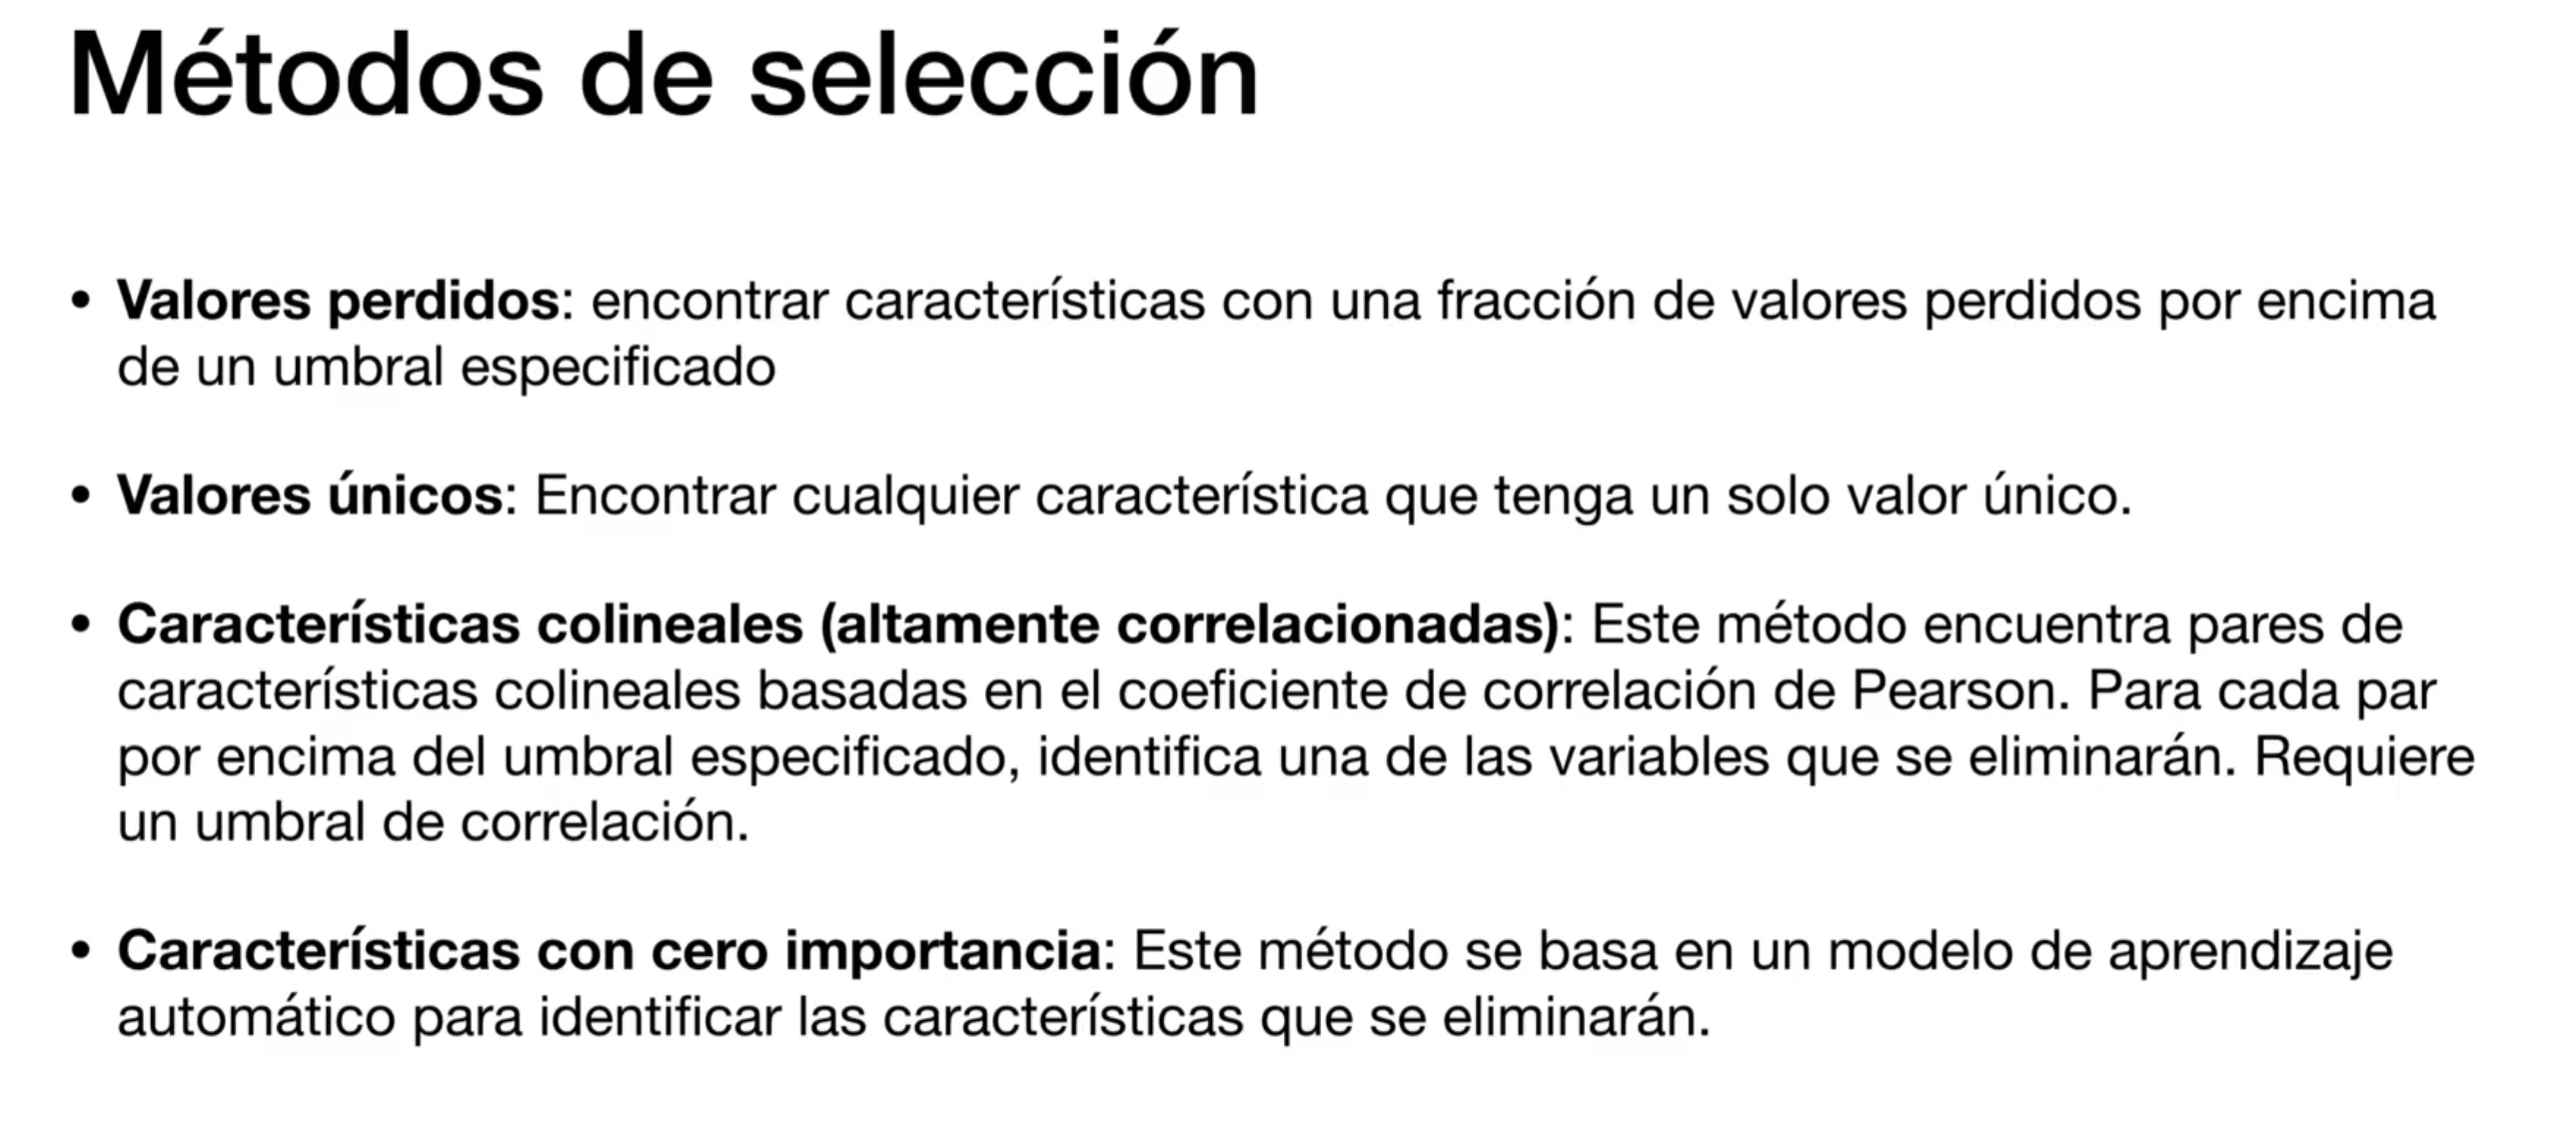 Métodos de selección
• Valores perdidos: encontrar características con una fracción de valores perdidos por encima
de un umbral especificado
• Valores únicos: Encontrar cualquier característica que tenga un solo valor único.
• Características colineales (altamente correlacionadas): Este método encuentra pares de
características colineales basadas en el coeficiente de correlación de Pearson. Para cada par
por encima del umbral especificado, identifica una de las variables que se eliminarán. Requiere
un umbral de correlación.
• Características con cero importancia: Este método se basa en un modelo de aprendizaje
automático para identificar las características que se eliminarán.